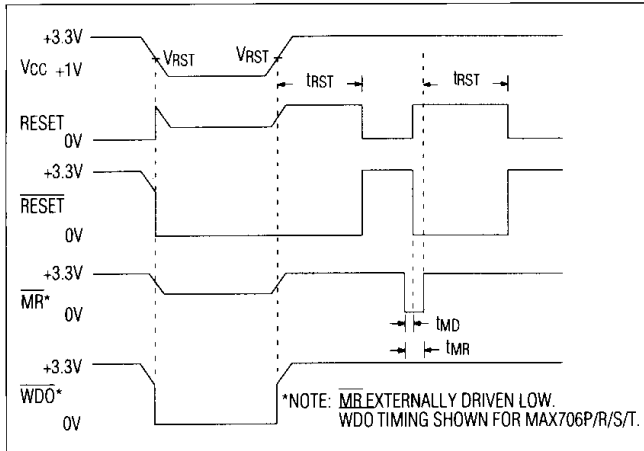 +3.3V
VRST VRST
VCC +1V
tRST tRST
RESET
0V
+3.3V
RESET
0V
+3.3V
MR*
0V
tMD
tMR
+3.3V
WDO*
0V
*NOTE: MR EXTERNALLY DRIVEN LOW.
WDO TIMING SHOWN FOR MAX706P/R/S/T.